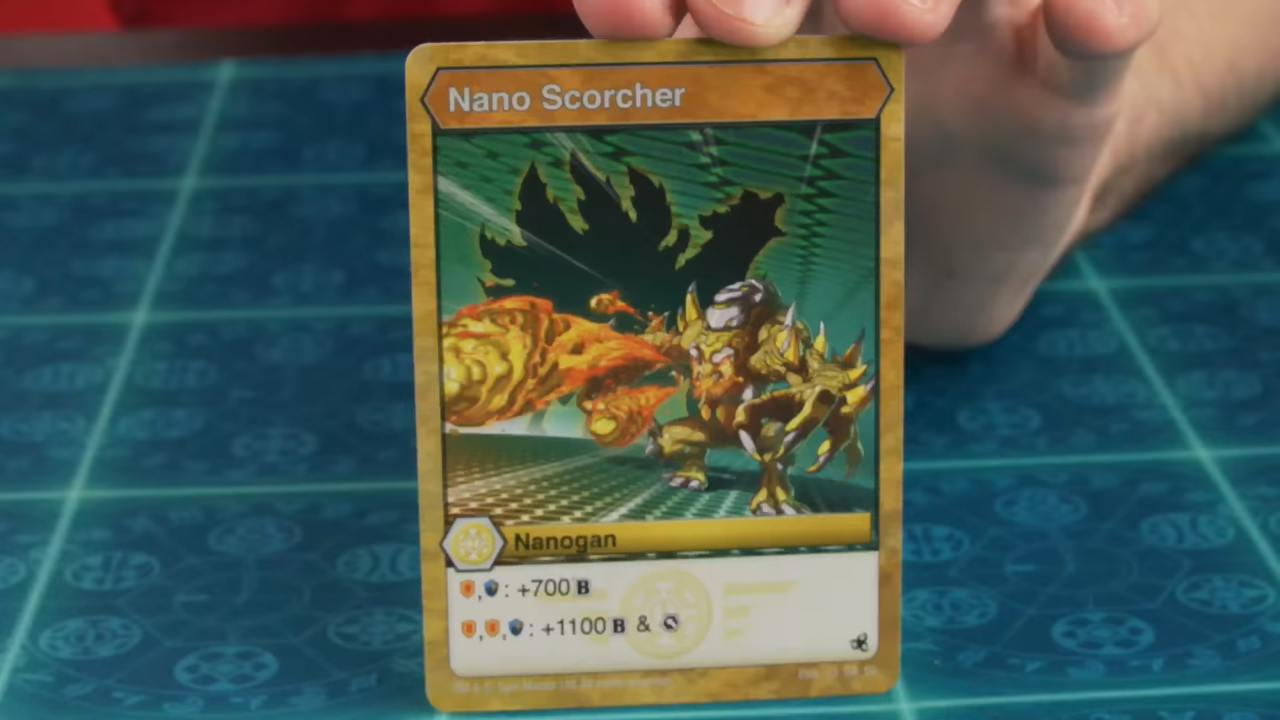 Nano Scorcher
Nanogan
, : +700 B
, , : +1100 B &